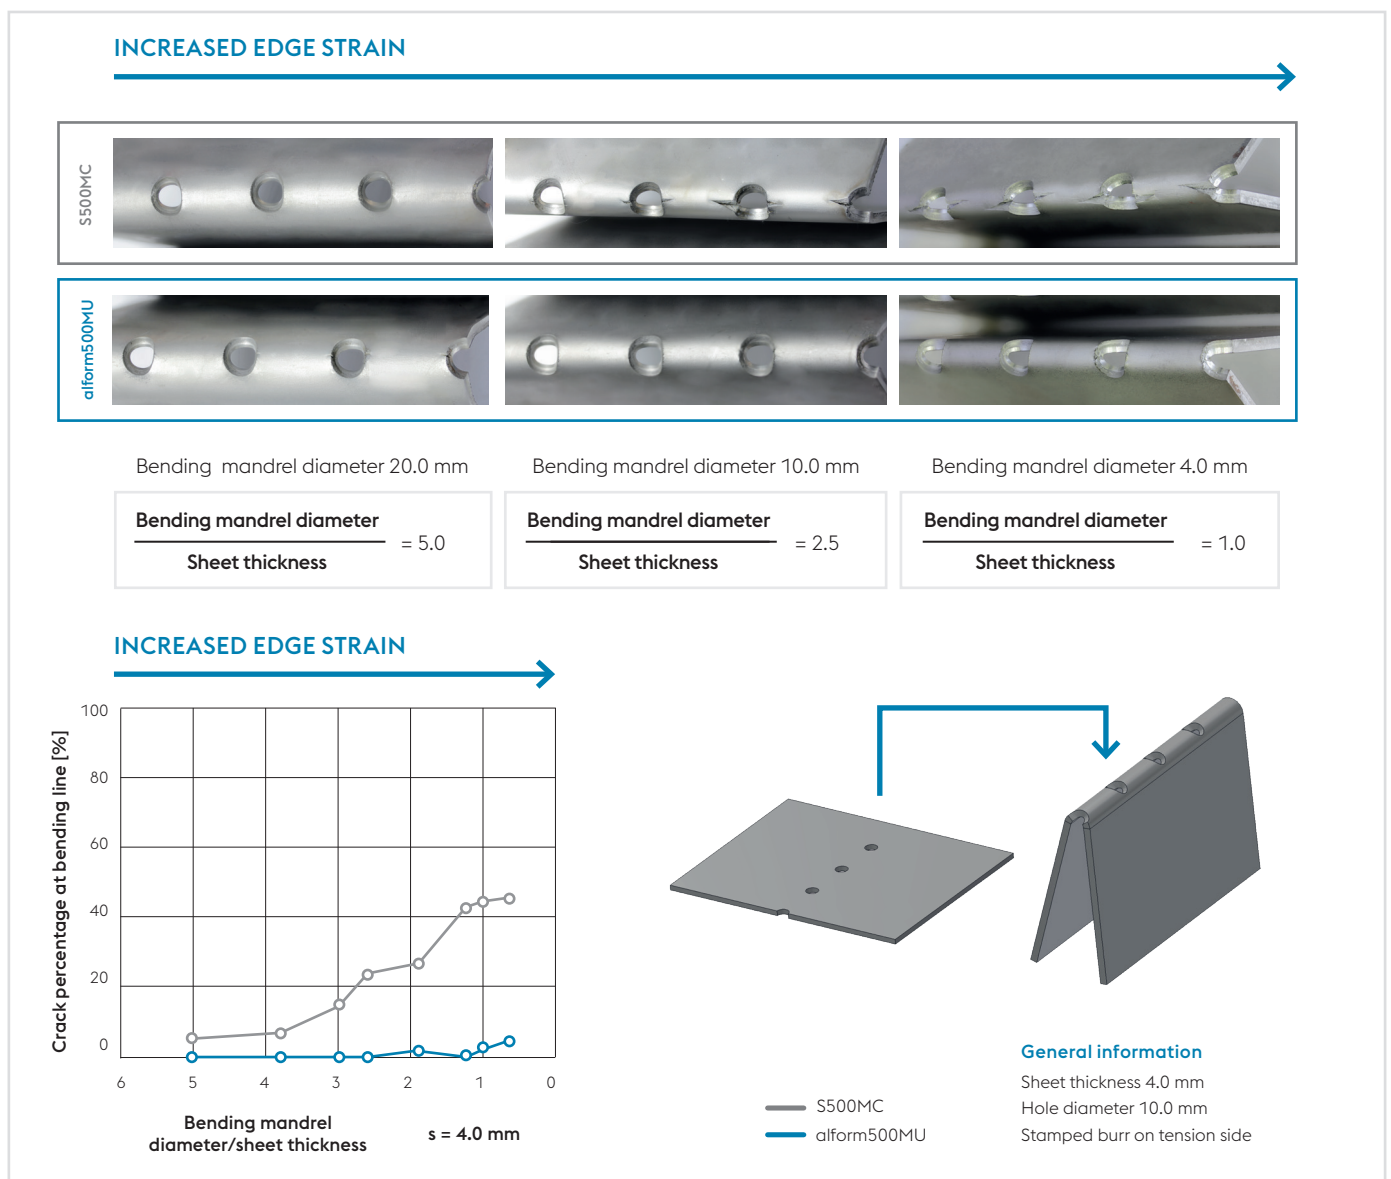 INCREASED EDGE STRAIN
S500MC
alform500MU
Bending mandrel diameter 20.0 mm
Bending mandrel diameter 10.0 mm
Bending mandrel diameter 4.0 mm
Bending mandrel diameter
Sheet thickness
= 5.0
Bending mandrel diameter
Sheet thickness
= 2.5
Bending mandrel diameter
Sheet thickness
= 1.0
INCREASED EDGE STRAIN
Crack percentage at bending line [%]
100
80
60
40
20
0
6 5 4 3 2 1 0
Bending mandrel
diameter/sheet thickness
s = 4.0 mm
S500MC
alform500MU
General information
Sheet thickness 4.0 mm
Hole diameter 10.0 mm
Stamped burr on tension side